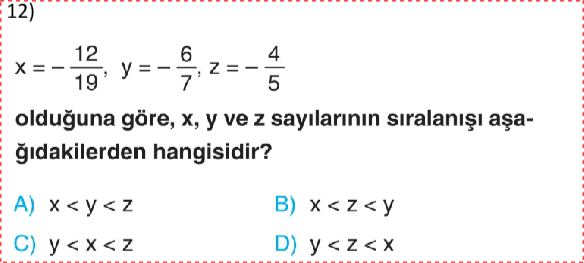 12)
x = - 12/19, y = - 6/7, z = - 4/5
olduğuna göre, x, y ve z sayılarının sıralanışı aşa-
ğıdakilerden hangisidir?
A) x < y < z B) x < z < y
C) y < x < z D) y < z < x